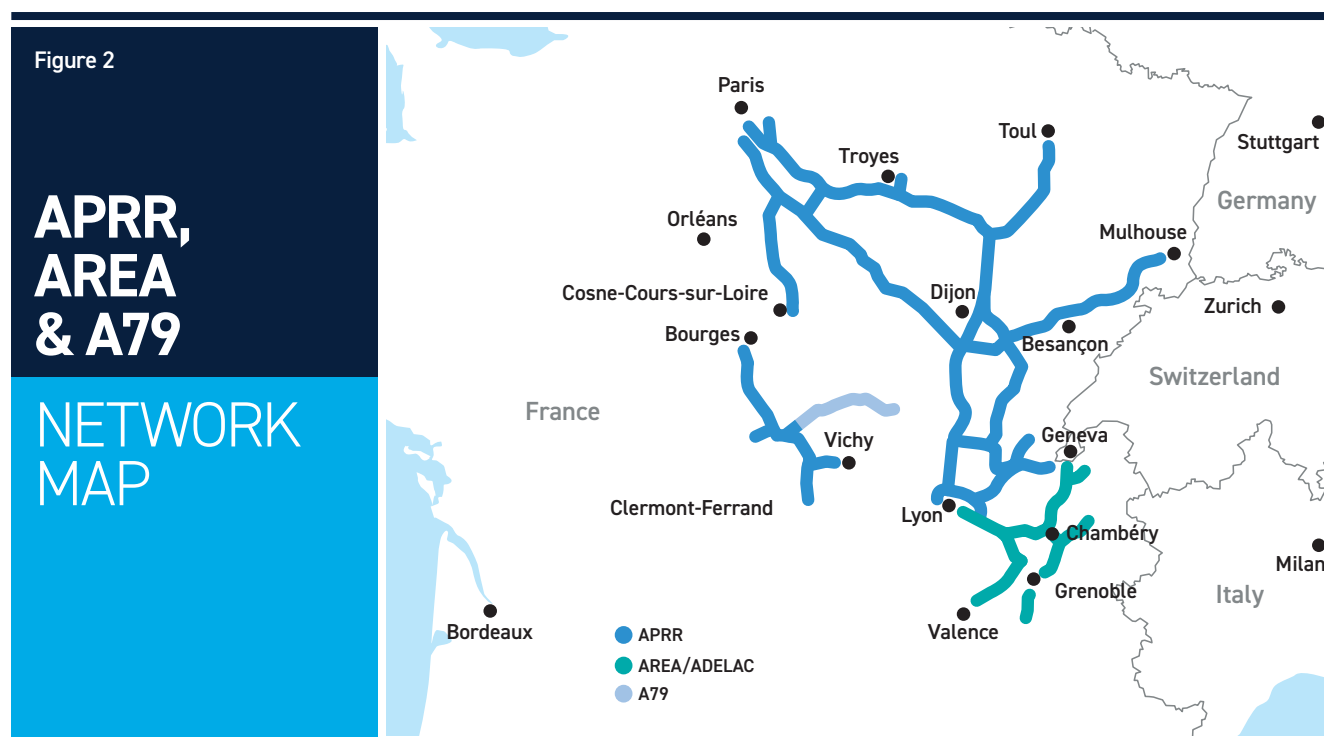 Figure 2
APRR,
AREA
& A79
NETWORK
MAP
Paris
Toul
Stuttgart
Troyes
Germany
Orléans
Mulhouse
Cosne-Cours-sur-Loire
Dijon
Zurich
Bourges
Besançon
Switzerland
France
Vichy
Geneva
Clermont-Ferrand
Lyon
Chambéry
Milan
Grenoble
Italy
Bordeaux
Valence
APRR
AREA/ADELAC
A79